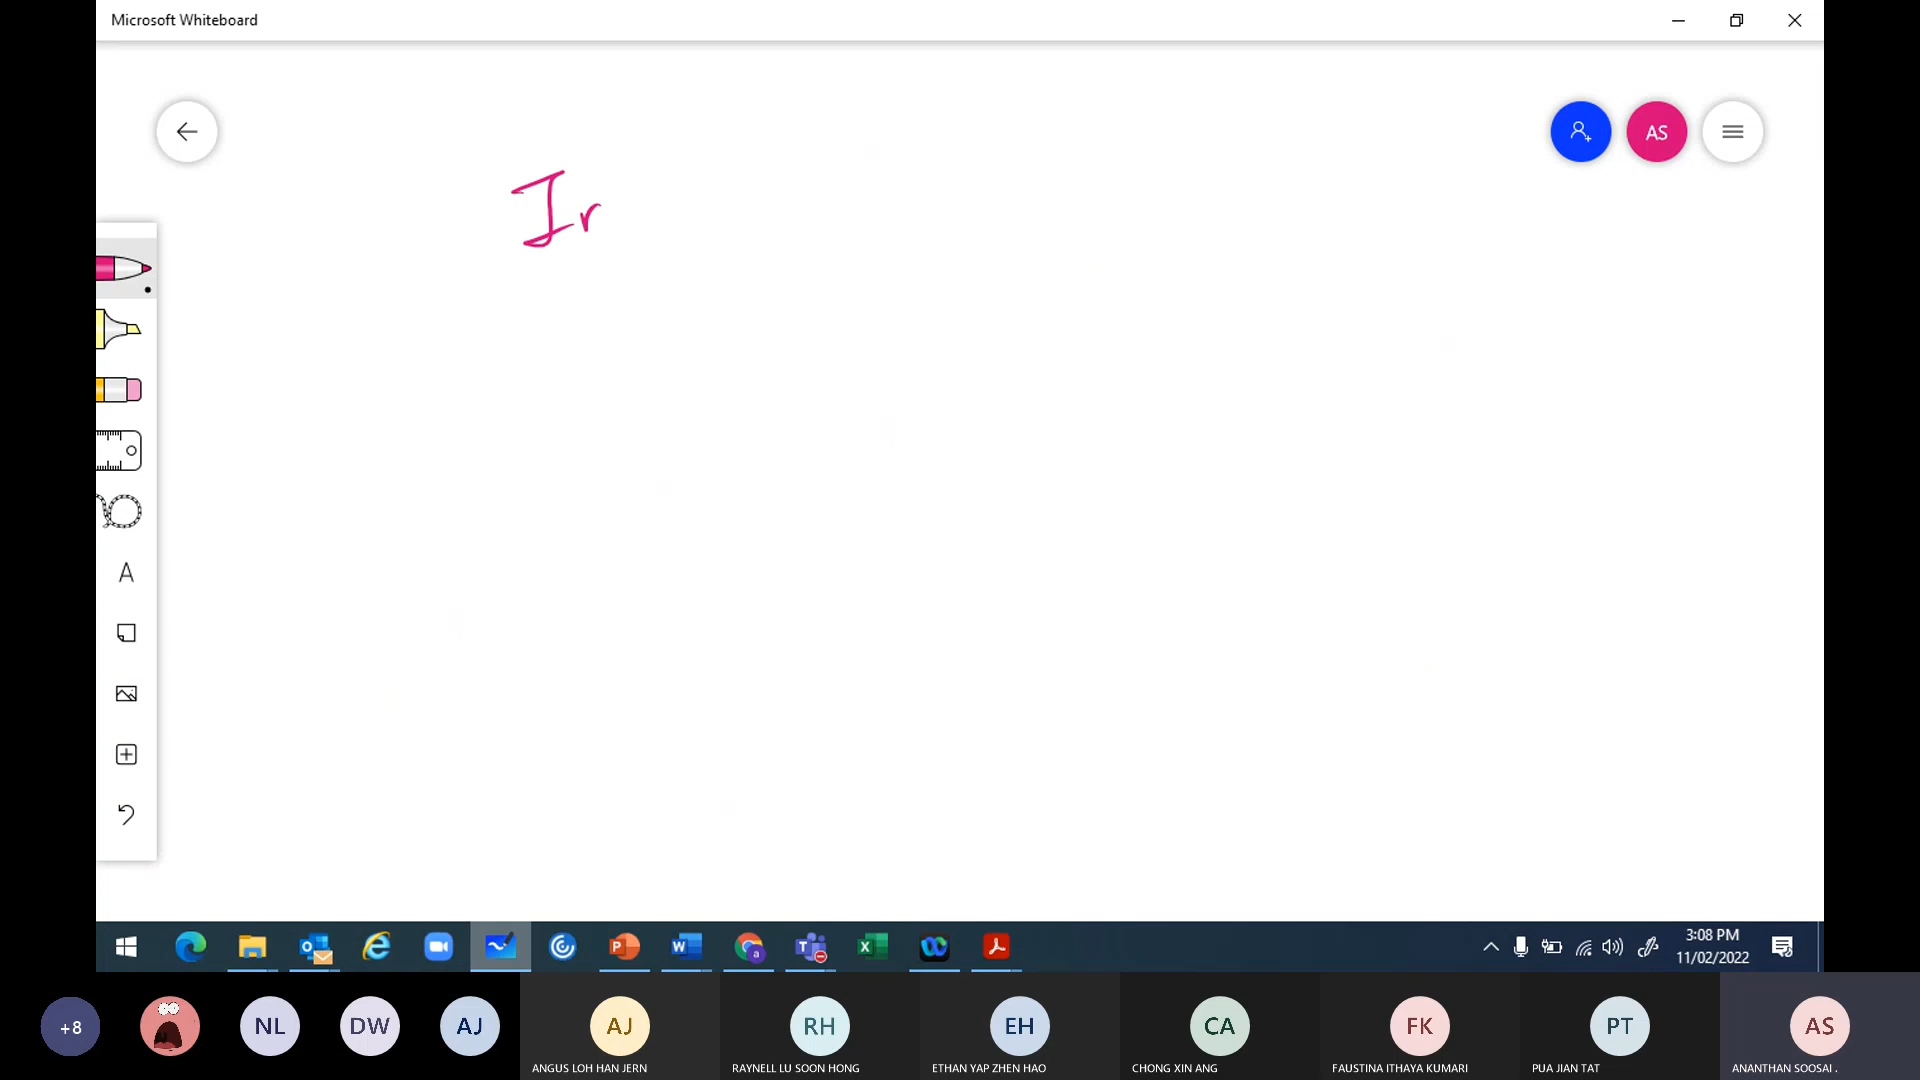 Microsoft Whiteboard
AS
Ir
A
3:08 PM
11/02/2022
+8
NL
DW
AJ
AJ
RH
EH
CA
FK
PT
AS
ANGUS LOH HAN JERN
RAYNELL LU SOON HONG
ETHAN YAP ZHEN HAO
CHONG XIN ANG
FAUSTINA ITHAYA KUMARI
PUA JIAN TAT
ANANTHAN SOOSAI .